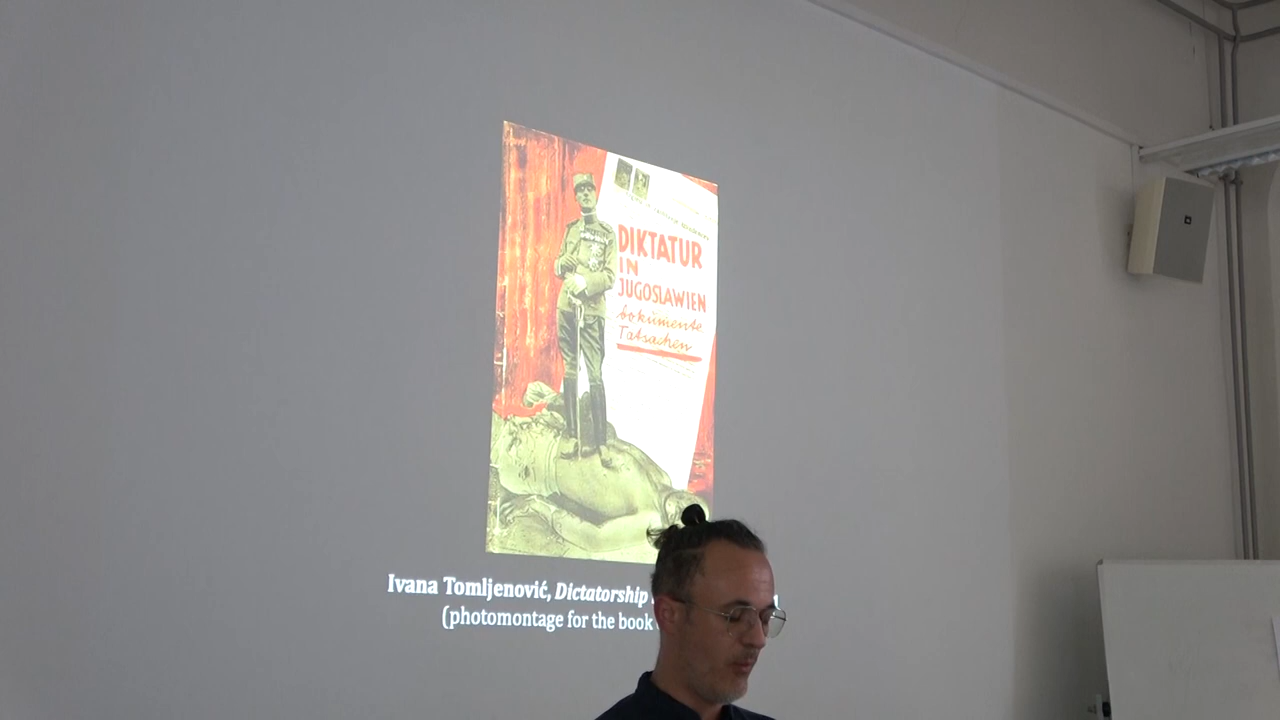 DIKTATUR
IN
JUGOSLAWIEN
Dokumente
Tatsachen
Ivana Tomljenović, Dictatorship
(photomontage for the book